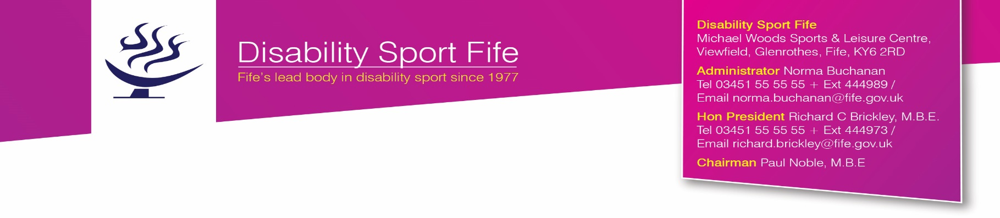 Disability Sport Fife
Fife's lead body in disability sport since 1977
Disability Sport Fife
Michael Woods Sports & Leisure Centre,
Viewfield, Glenrothes, Fife, KY6 2RD
Administrator Norma Buchanan
Tel 03451 55 55 55 + Ext 444989 /
Email norma.buchanan@fife.gov.uk
Hon President Richard C Brickley, M.B.E.
Tel 03451 55 55 55 + Ext 444973 /
Email richard.brickley@fife.gov.uk
Chairman Paul Noble, M.B.E